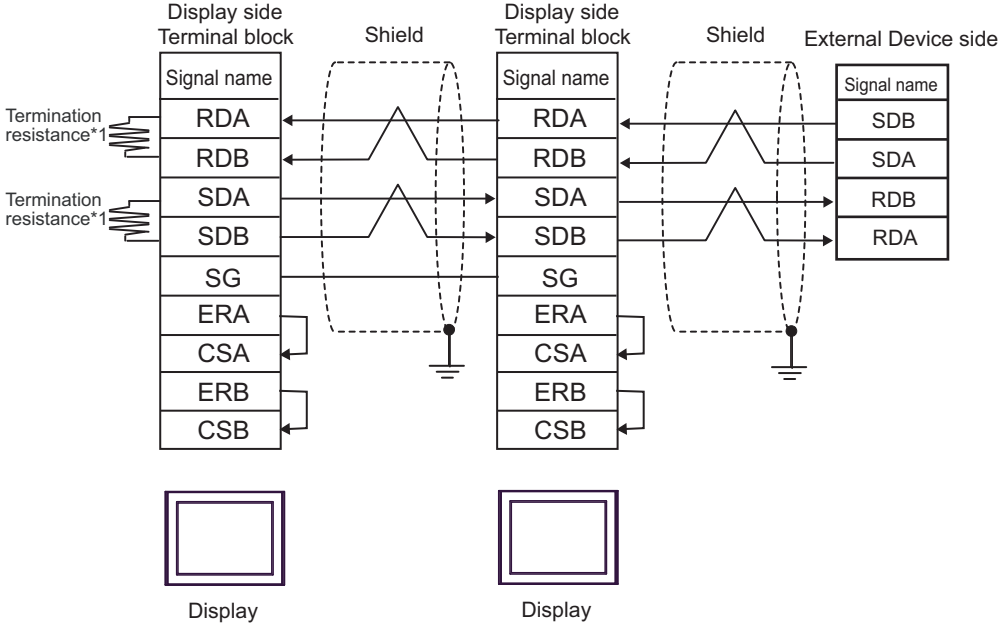 Display side
Terminal block
Shield
Display side
Terminal block
Shield
External Device side
Signal name
Signal name
Signal name
Termination
resistance*1
RDA
RDA
SDB
RDB
RDB
SDA
Termination
resistance*1
SDA
SDA
RDB
SDB
SDB
RDA
SG
SG
ERA
ERA
CSA
CSA
ERB
ERB
CSB
CSB
Display
Display